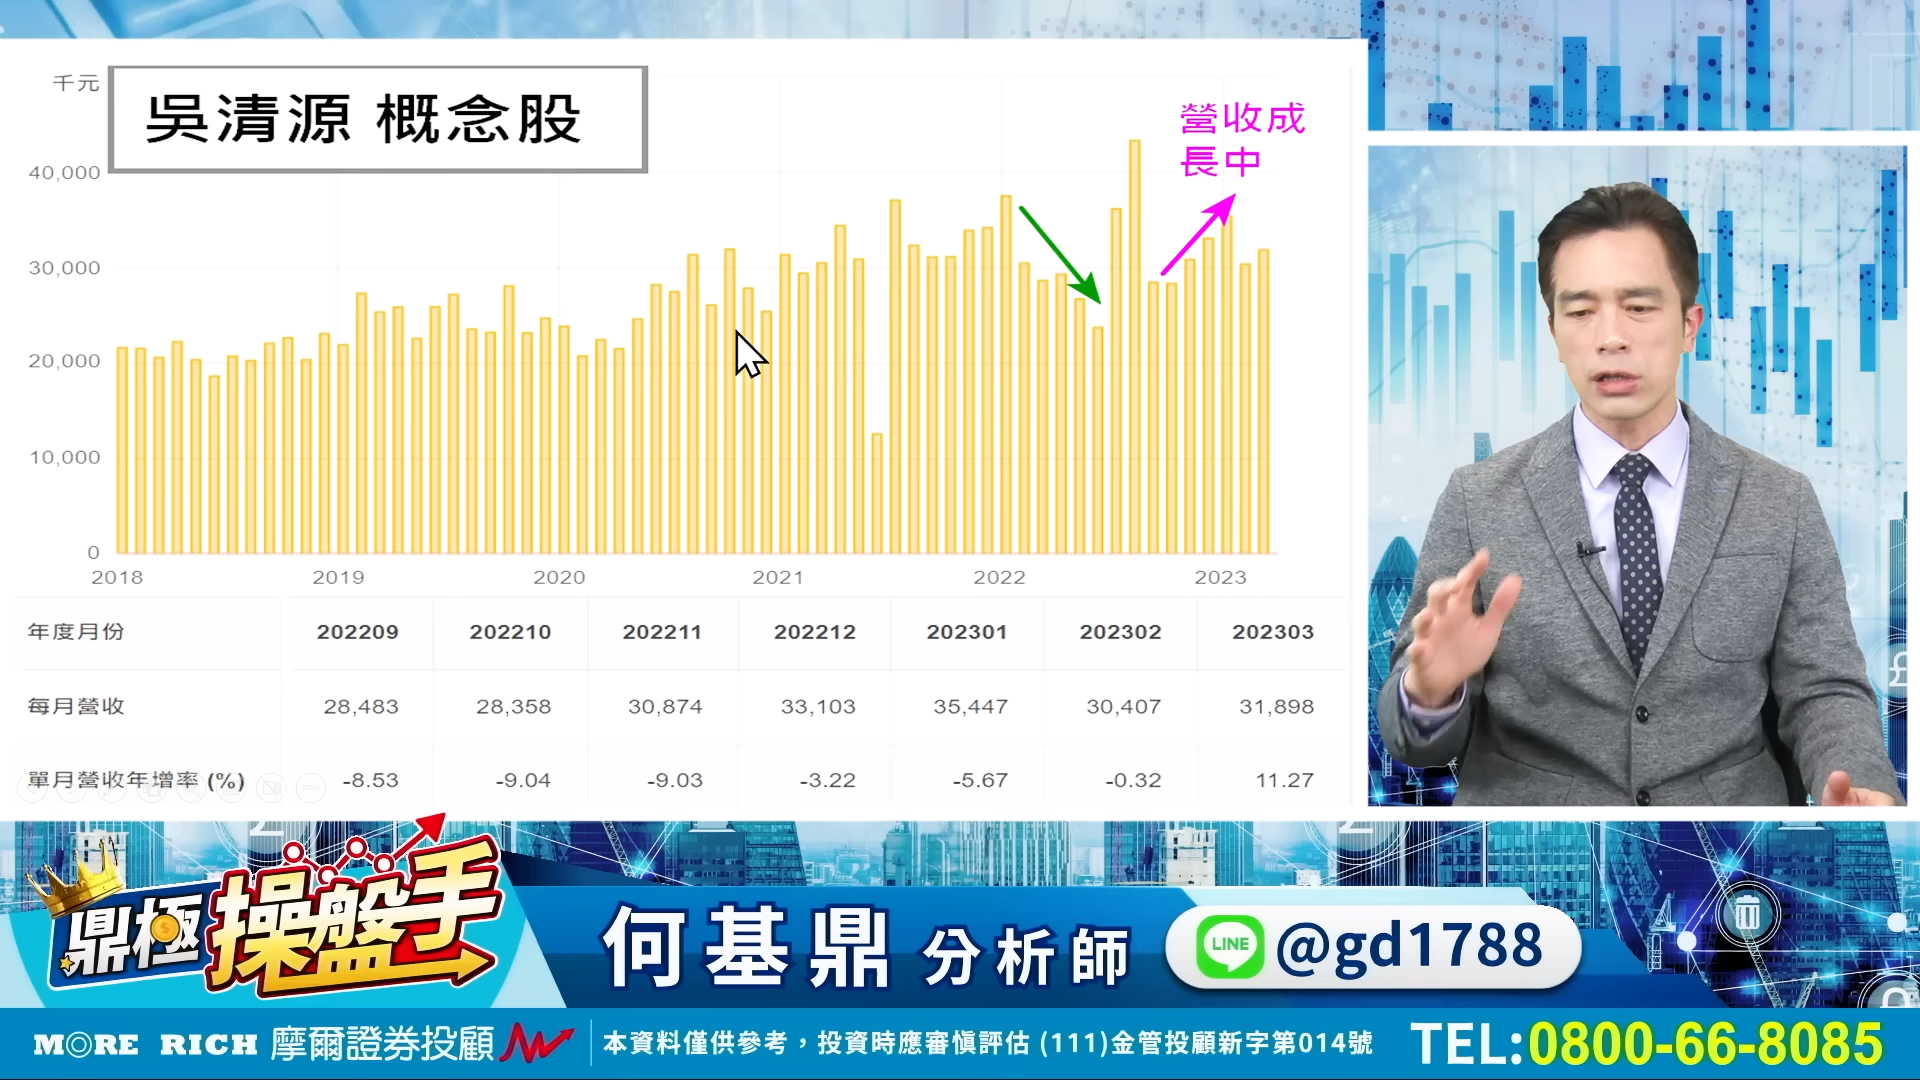 千元
吳清源 概念股
營收成
長中
40,000
30,000
20,000
10,000
0
2018 2019 2020 2021 2022 2023
年度月份 202209 202210 202211 202212 202301 202302 202303
每月營收 28,483 28,358 30,874 33,103 35,447 30,407 31,898
單月營收年增率 (%) -8.53 -9.04 -9.03 -3.22 -5.67 -0.32 11.27
鼎極操盤手
何基鼎 分析師
LINE @gd1788
MORE RICH 摩爾證券投顧
本資料僅供參考，投資時應審慎評估 (111)金管投顧新字第014號
TEL:0800-66-8085